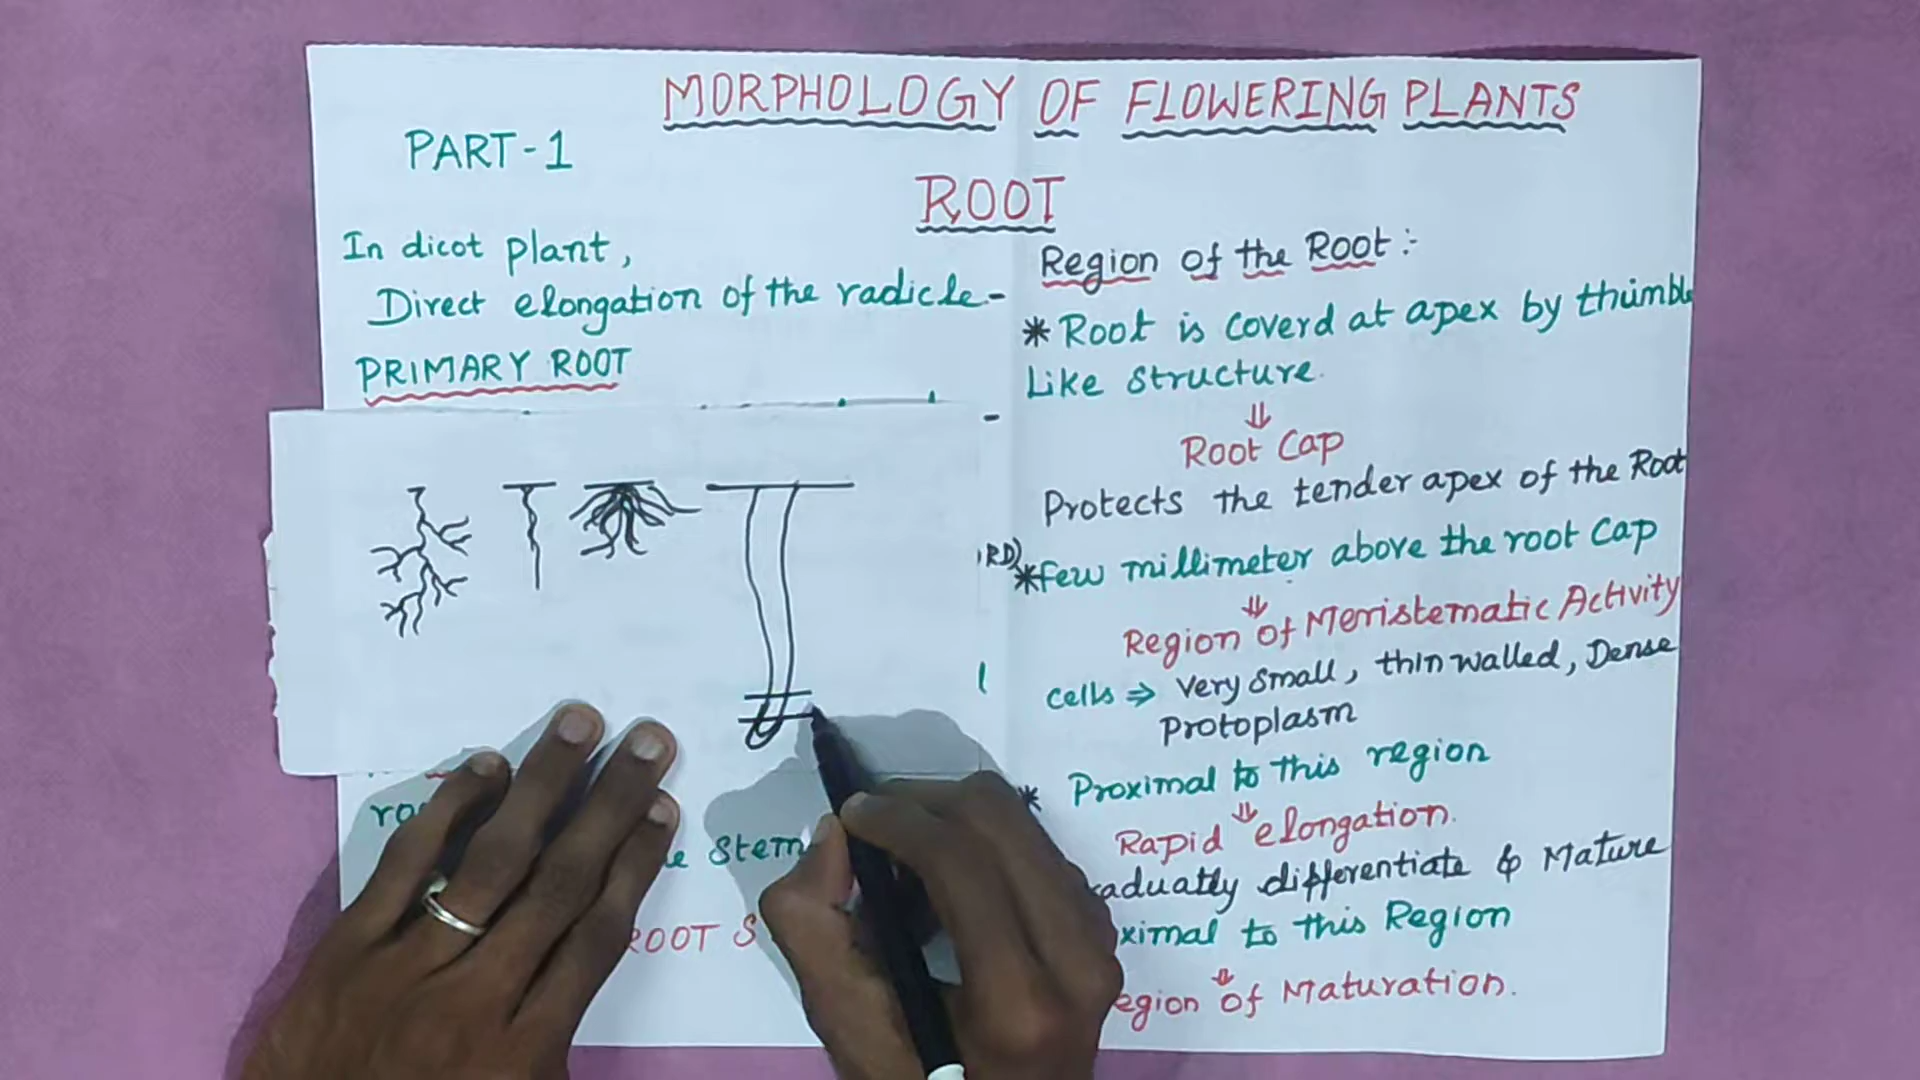 MORPHOLOGY OF FLOWERING PLANTS
PART-1
ROOT
In dicot plant,
Direct elongation of the radicle-
PRIMARY ROOT
Region of the Root:-
* Root is coverd at apex by thimble
Like structure.
⇓
Root Cap
Protects the tender apex of the Root
* Few millimeter above the root Cap
⇓
Region of Meristematic Activity
cells ⇒ Very small, thin walled, Dense
Protoplasm
* Proximal to this region
⇓
Rapid elongation.
differentiate & Mature
to this Region
⇓
of Maturation.
RD)
Stem
ROOT S